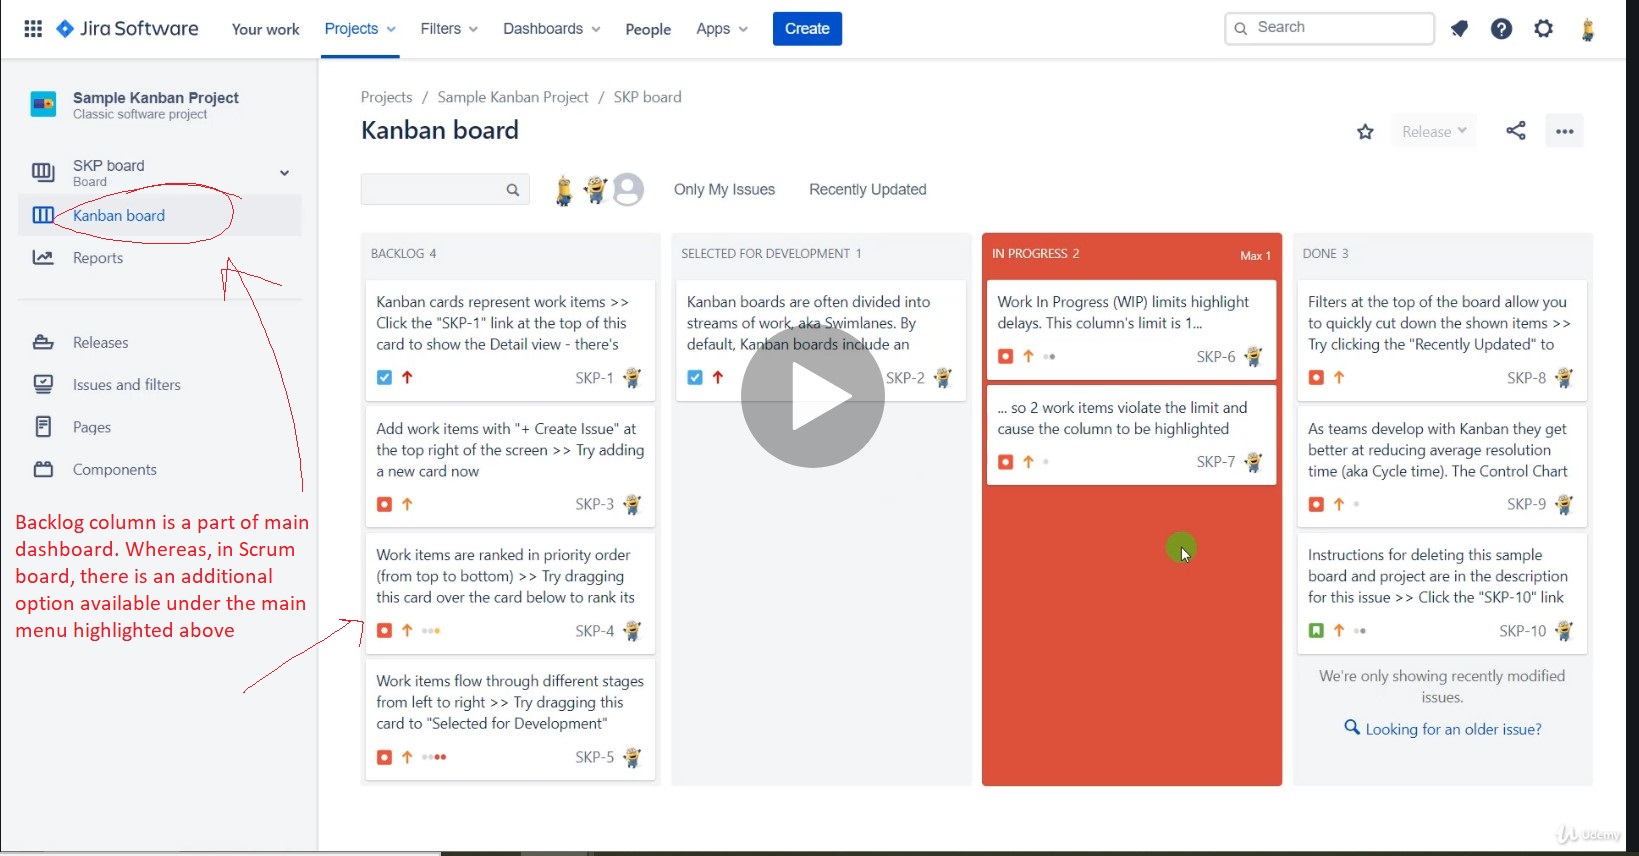 Jira Software
Your work
Projects
Filters
Dashboards
People
Apps
Create
Search
Sample Kanban Project
Classic software project
SKP board
Board
Kanban board
Reports
Releases
Issues and filters
Pages
Components
Backlog column is a part of main
dashboard. Whereas, in Scrum
board, there is an additional
option available under the main
menu highlighted above
Projects / Sample Kanban Project / SKP board
Kanban board
Release
Only My Issues
Recently Updated
BACKLOG 4
Kanban cards represent work items >>
Click the "SKP-1" link at the top of this
card to show the Detail view - there's
SKP-1
Add work items with "+ Create Issue" at
the top right of the screen >> Try adding
a new card now
SKP-3
Work items are ranked in priority order
(from top to bottom) >> Try dragging
this card over the card below to rank its
SKP-4
Work items flow through different stages
from left to right >> Try dragging this
card to "Selected for Development"
SKP-5
SELECTED FOR DEVELOPMENT 1
Kanban boards are often divided into
streams of work, aka Swimlanes. By
default, Kanban boards include an
SKP-2
IN PROGRESS 2
Max 1
Work In Progress (WIP) limits highlight
delays. This column's limit is 1...
SKP-6
... so 2 work items violate the limit and
cause the column to be highlighted
SKP-7
DONE 3
Filters at the top of the board allow you
to quickly cut down the shown items >>
Try clicking the "Recently Updated" to
SKP-8
As teams develop with Kanban they get
better at reducing average resolution
time (aka Cycle time). The Control Chart
SKP-9
Instructions for deleting this sample
board and project are in the description
for this issue >> Click the "SKP-10" link
SKP-10
We're only showing recently modified
issues.
Looking for an older issue?
Udemy